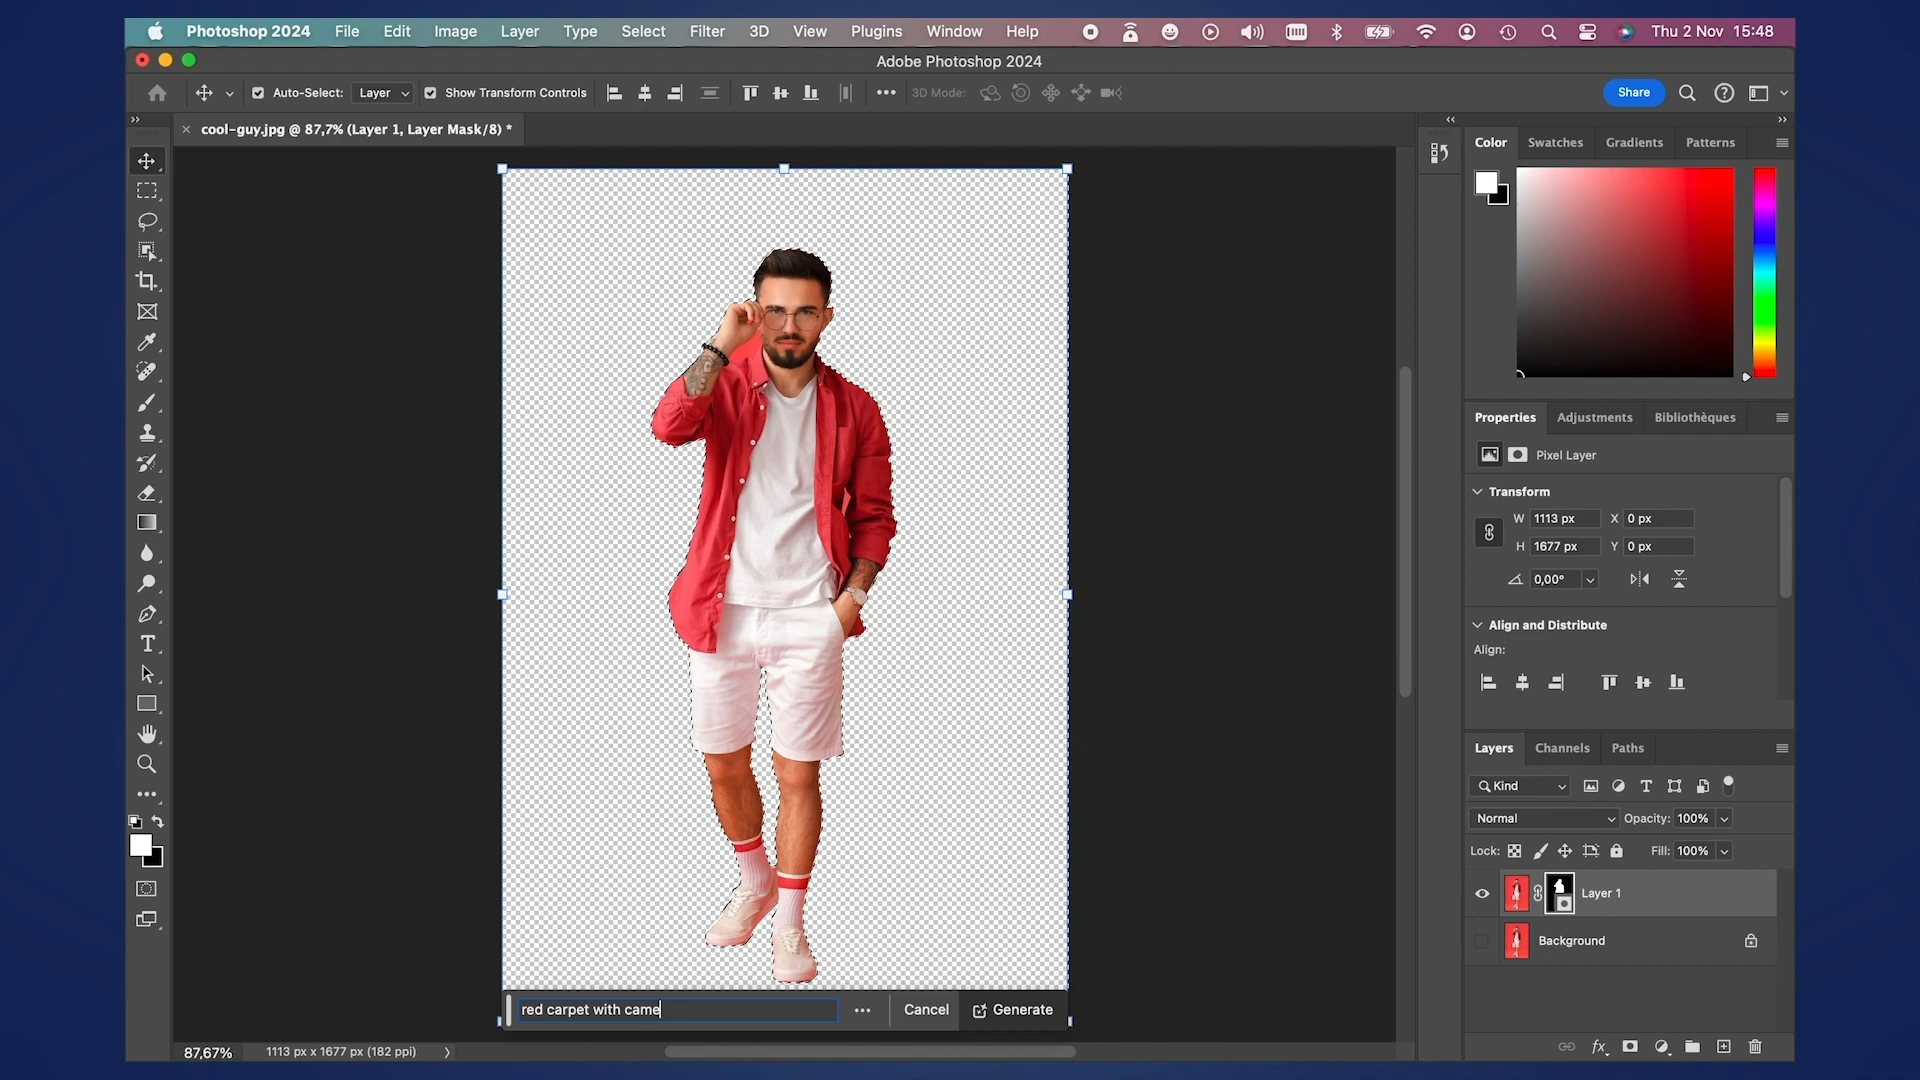 Photoshop 2024 File Edit Image Layer Type Select Filter 3D View Plugins Window Help Thu 2 Nov 15:48
Adobe Photoshop 2024
Auto-Select: Layer Show Transform Controls 3D Mode: Share
cool-guy.jpg @ 87,7% (Layer 1, Layer Mask/8) *
Color Swatches Gradients Patterns
Properties Adjustments Bibliothèques
Pixel Layer
Transform
W 1113 px X 0 px
H 1677 px Y 0 px
0,00°
Align and Distribute
Align:
Layers Channels Paths
Kind
Normal Opacity: 100%
Lock: Fill: 100%
Layer 1
Background
red carpet with came Cancel Generate
87,67% 1113 px x 1677 px (182 ppi)
fx